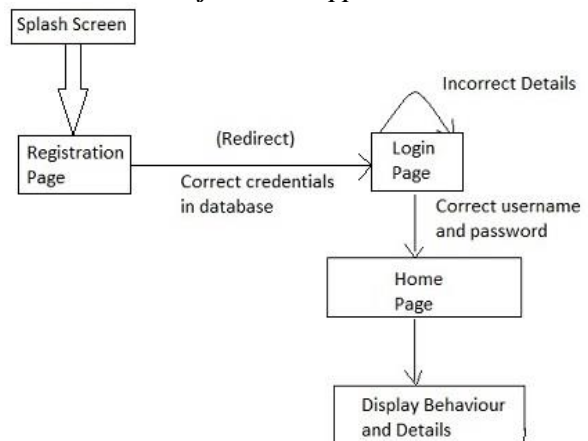 Splash Screen
Incorrect Details
Registration
Page
(Redirect)
Correct credentials
in database
Login
Page
Correct username
and password
Home
Page
Display Behaviour
and Details